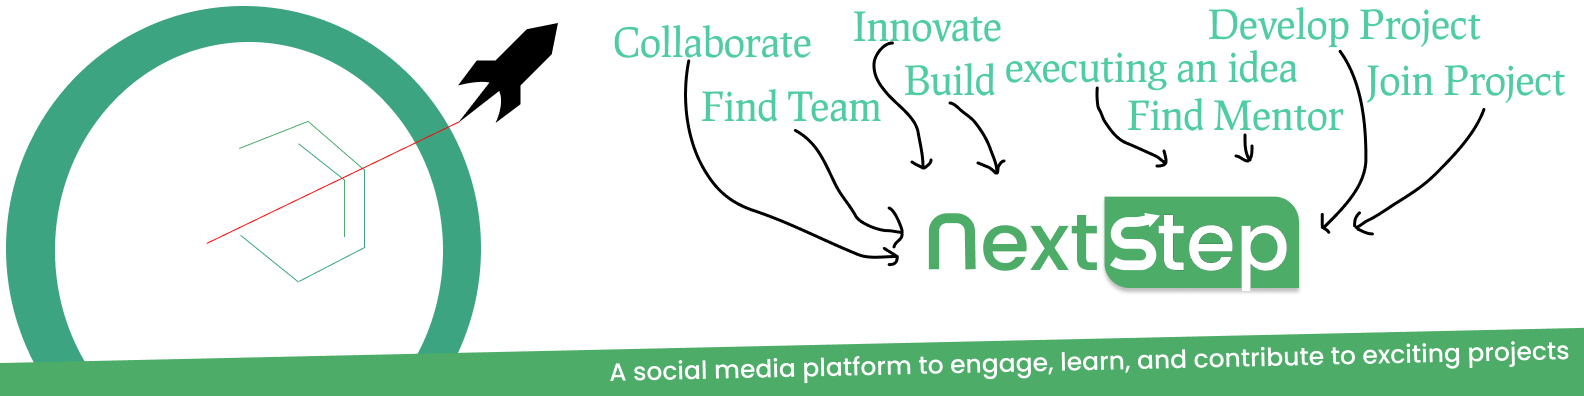 Collaborate
Innovate
Develop Project
Find Team
Build
executing an idea
Find Mentor
Join Project
nextstep
A social media platform to engage, learn, and contribute to exciting projects